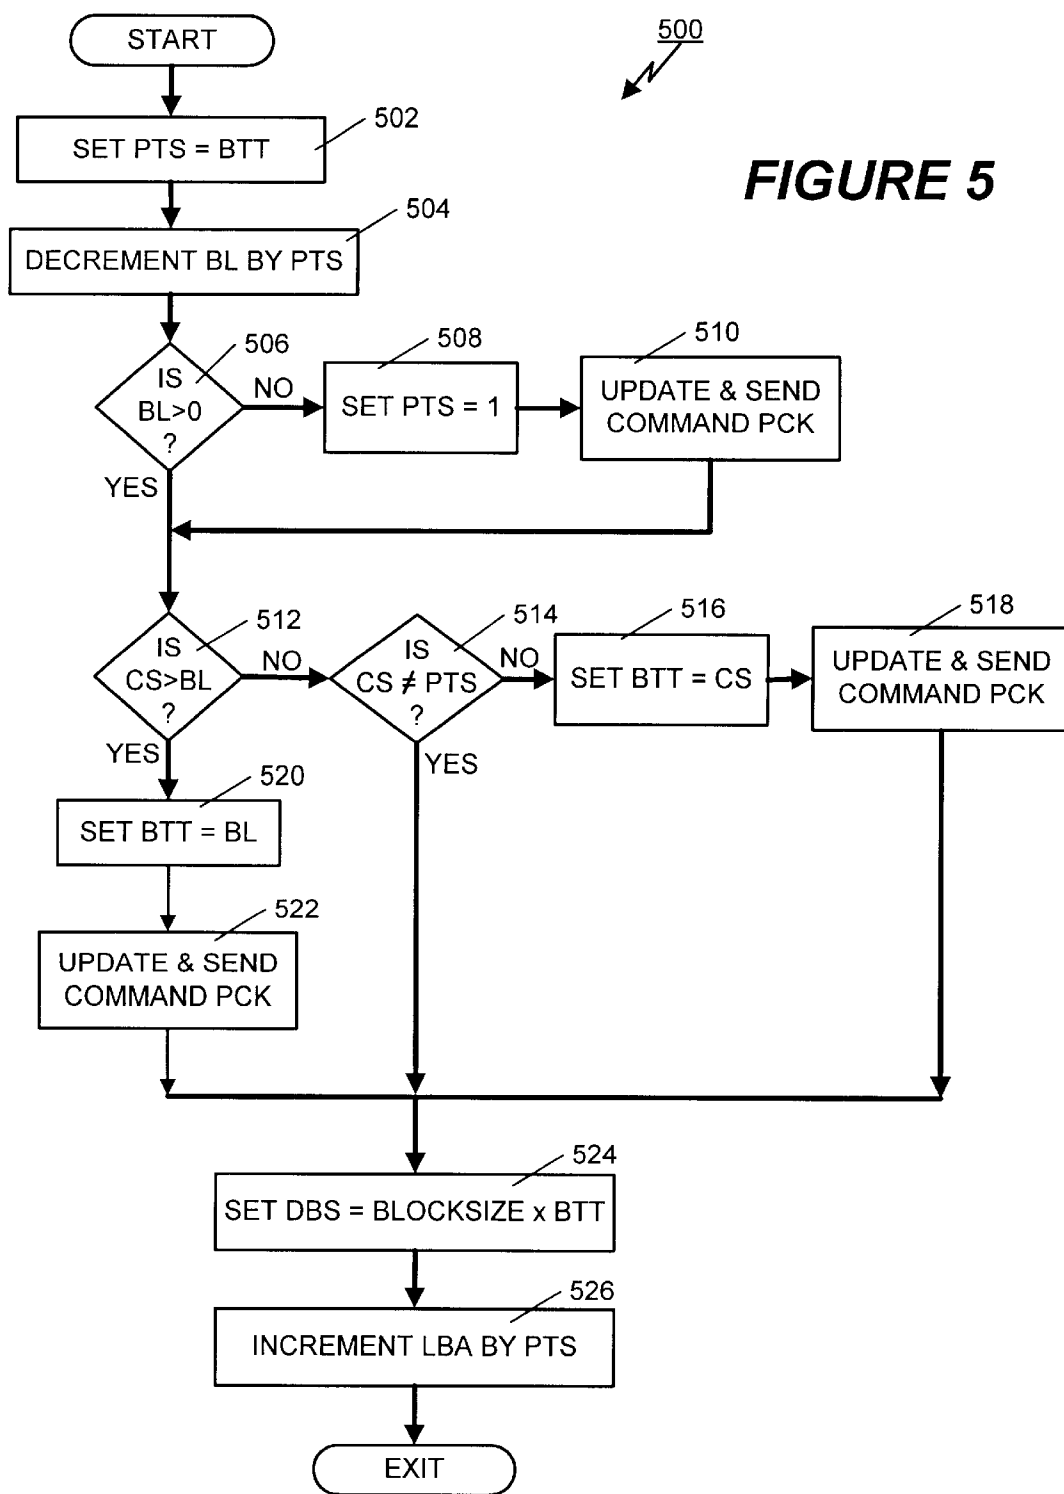 START
500
502
SET PTS = BTT
FIGURE 5
504
DECREMENT BL BY PTS
506
IS
BL>0
?
NO
YES
508
SET PTS = 1
510
UPDATE & SEND
COMMAND PCK
512
IS
CS>BL
?
NO
YES
514
IS
CS ≠ PTS
?
NO
YES
516
SET BTT = CS
518
UPDATE & SEND
COMMAND PCK
520
SET BTT = BL
522
UPDATE & SEND
COMMAND PCK
524
SET DBS = BLOCKSIZE x BTT
526
INCREMENT LBA BY PTS
EXIT